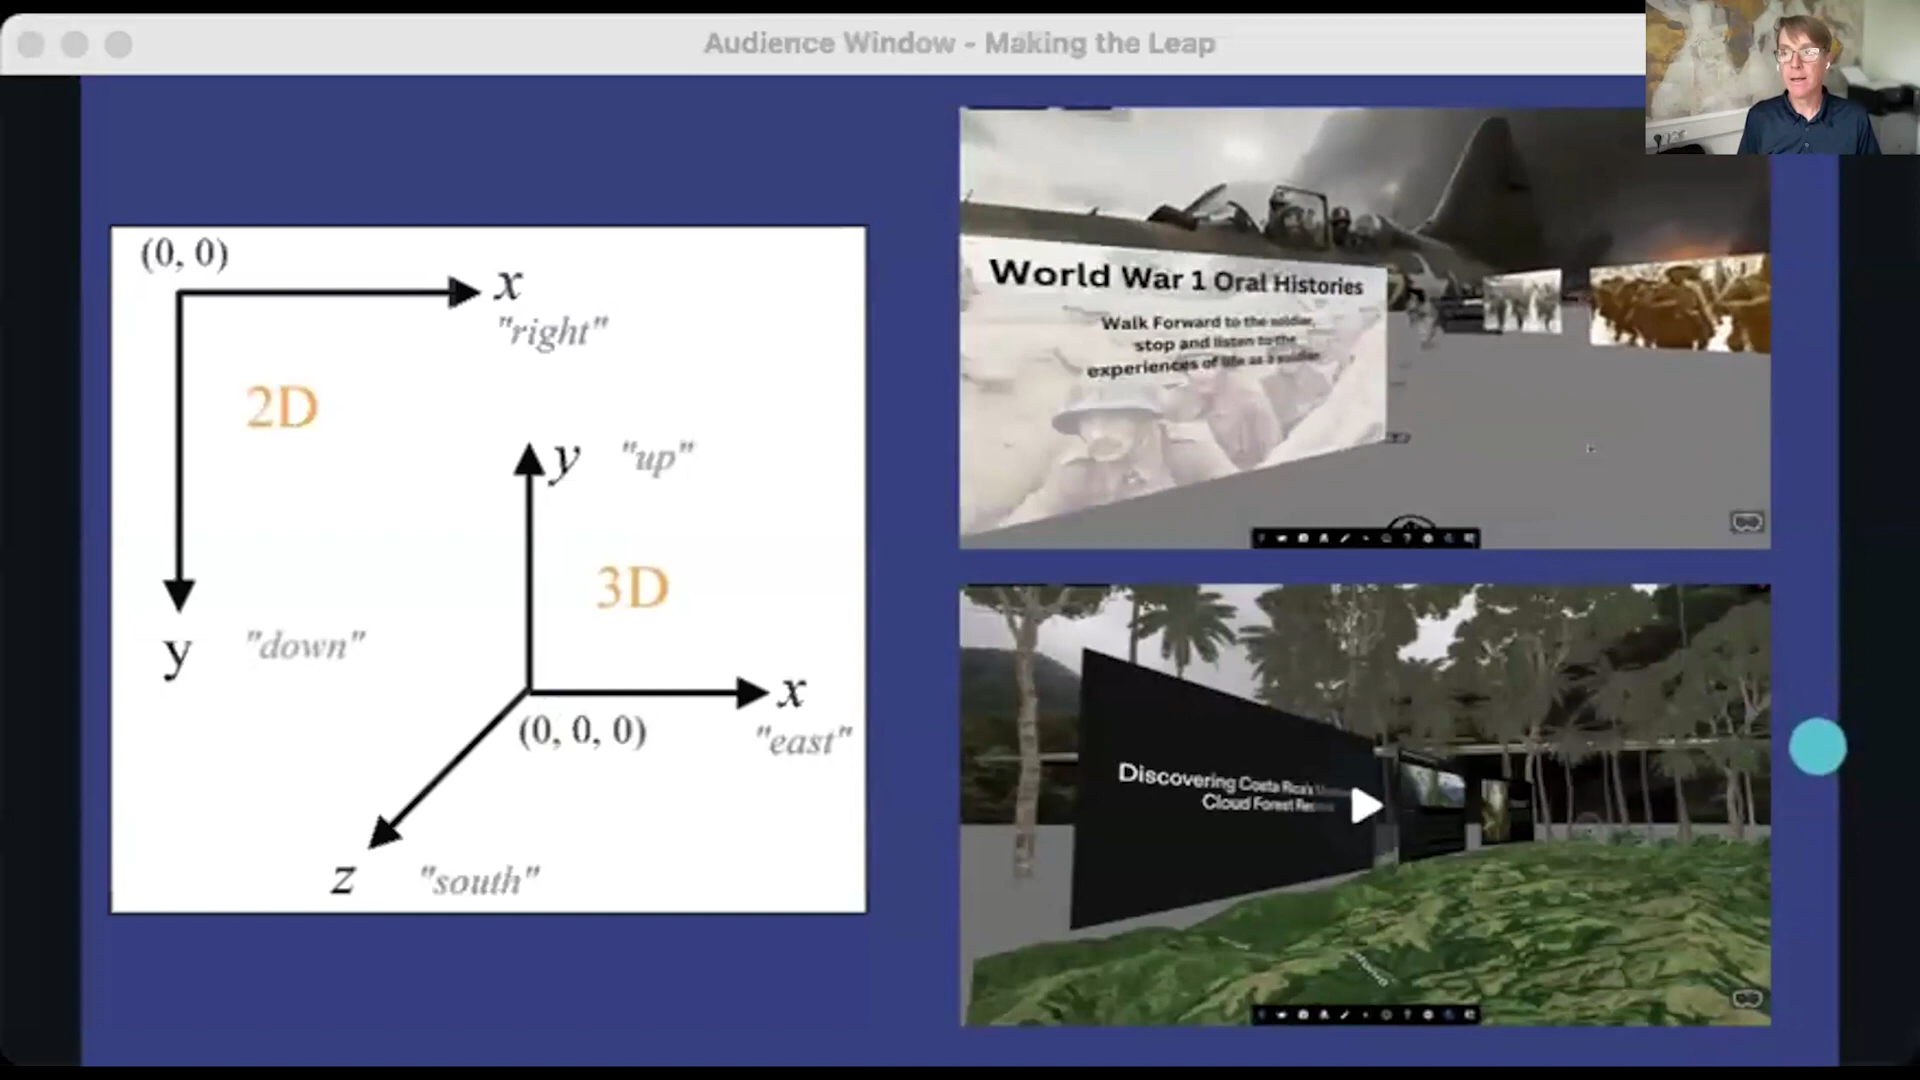 Audience Window - Making the Leap
(0, 0)
x
"right"
2D
y
"down"
y "up"
3D
x
"east"
(0, 0, 0)
z "south"
World War 1 Oral Histories
Walk Forward to the soldier,
stop and listen to the
experiences of life as a soldier
Discovering Costa Rica's
Cloud Forest